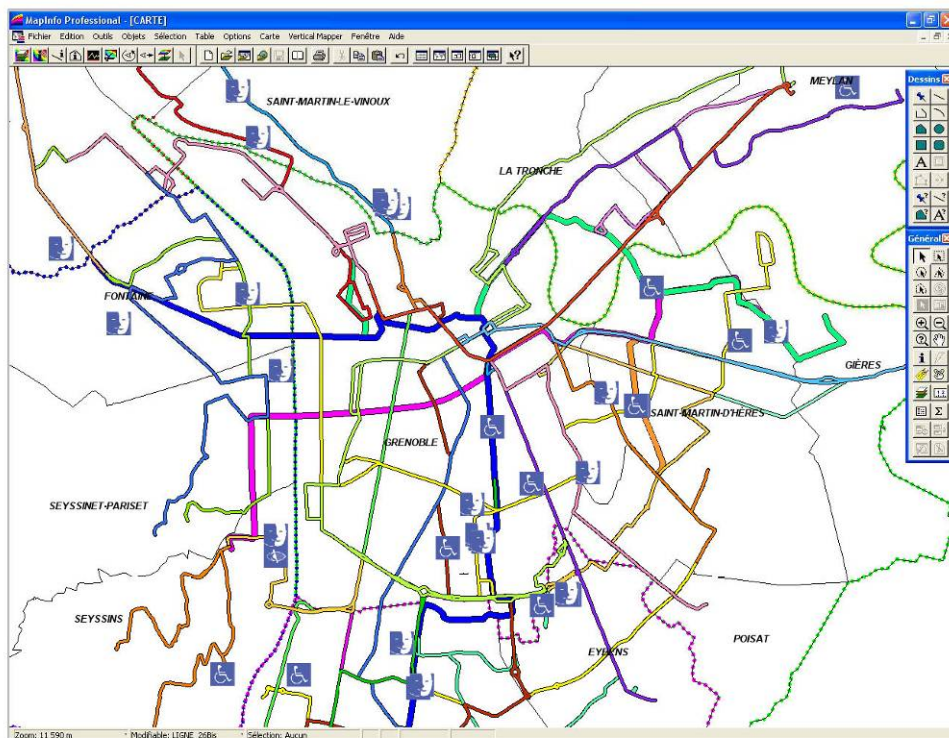 MapInfo Professional - [CARTE]
Fichier Edition Outils Objets Sélection Table Options Carte Vertical Mapper Fenêtre Aide
Dessins
MEYLAN
SAINT-MARTIN-LE-VINOUX
LA TRONCHE
Général
FONTAINE
GIÈRES
SAINT-MARTIN-D'HÈRES
GRENOBLE
SEYSSINET-PARISET
SEYSSINS
POISAT
EYBENS
Zoom: 11 590 m Modifiable: LIGNE_26Bis Sélection: Aucun